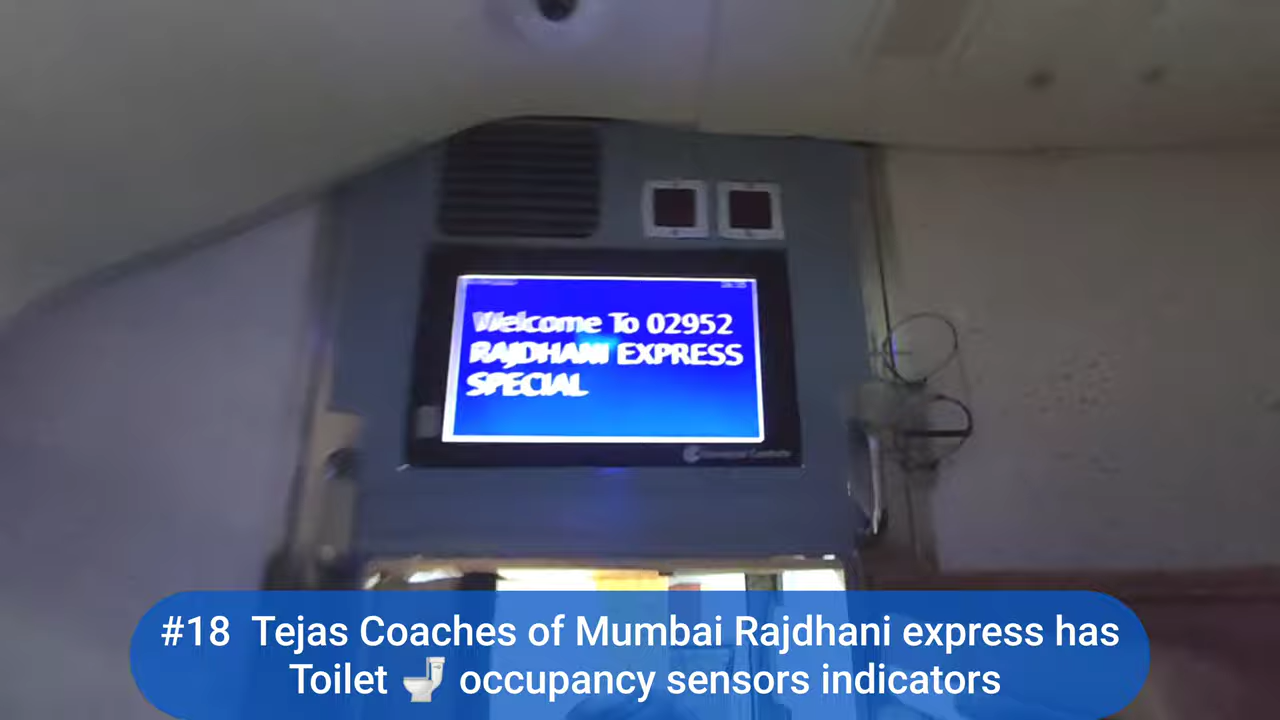 Welcome To 02952
RAJDHANI EXPRESS
SPECIAL
#18 Tejas Coaches of Mumbai Rajdhani express has
Toilet 🚽 occupancy sensors indicators